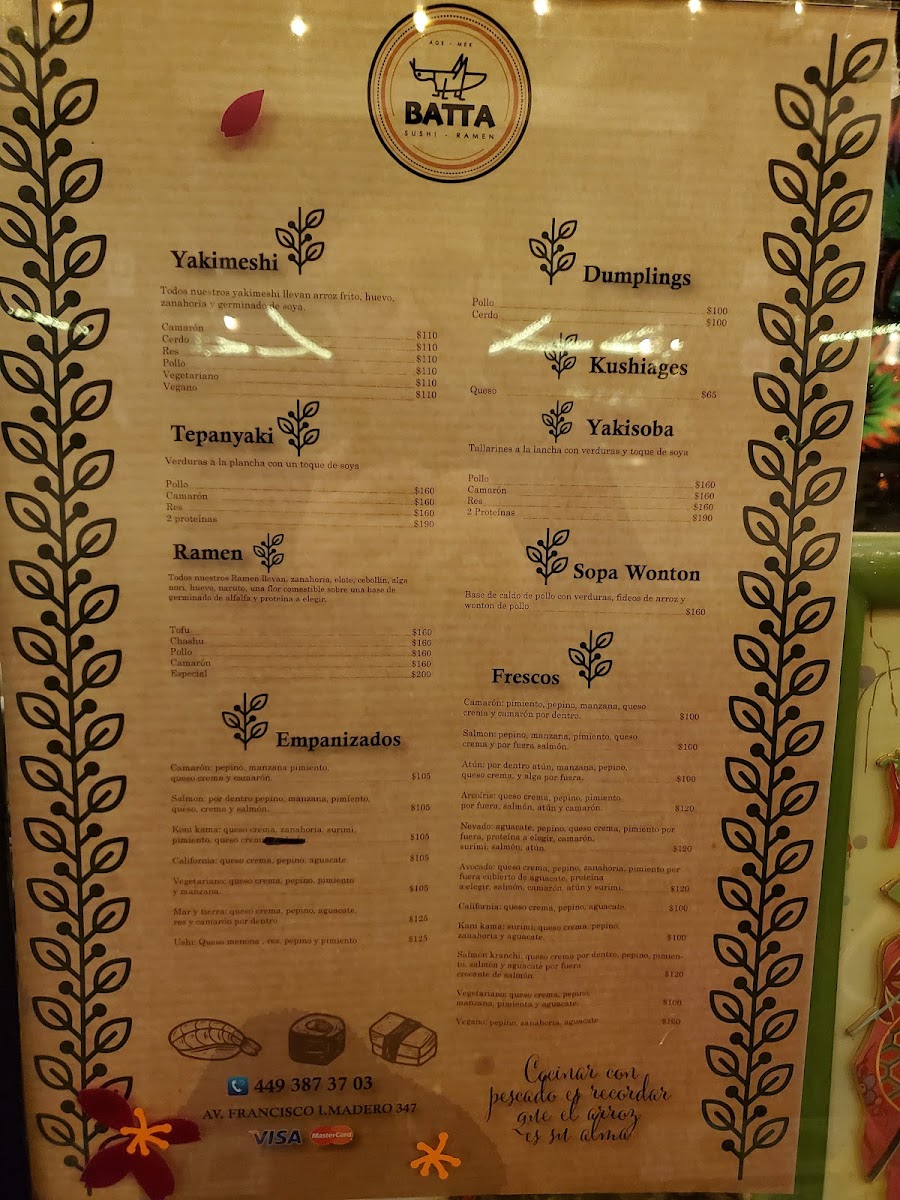 AGS - MEX
BATTA
SUSHI - RAMEN
Yakimeshi
Todos nuestros yakimeshi llevan arroz frito, huevo,
zanahoria y germinado de soya.
Camarón $110
Cerdo $110
Res $110
Pollo $110
Vegetariano $110
Vegano $110
Tepanyaki
Verduras a la plancha con un toque de soya
Pollo $160
Camarón $160
Res $160
2 proteínas $190
Ramen
Todos nuestros Ramen llevan, zanahoria, elote, cebollin, alga
nori, huevo, naruto, una flor comestible sobre una base de
germinado de alfalfa y proteina a elegir.
Tofu $160
Chashu $160
Pollo $160
Camarón $160
Especial $200
Empanizados
Camarón: pepino, manzana pimiento,
queso crema y camarón. $105
Salmon: por dentro pepino, manzana, pimiento,
queso, crema y salmón. $105
Kani kama: queso crema, zanahoria, surimi,
pimiento, queso crema $105
California: queso crema, pepino, aguacate $105
Vegetariano: queso crema, pepino, pimiento
y manzana. $105
Mar y tierra: queso crema, pepino, aguacate,
res y camarón por dentro $125
Ushi: Queso menona , res, pepino y pimiento $125
Dumplings
Pollo $100
Cerdo $100
Kushiages
Queso $65
Yakisoba
Tallarines a la lancha con verduras y toque de soya
Pollo $160
Camarón $160
Res $160
2 Proteínas $190
Sopa Wonton
Base de caldo de pollo con verduras, fideos de arroz y
wonton de pollo $160
Frescos
Camarón: pimiento, pepino, manzana, queso
crema y camarón por dentro. $100
Salmon: pepino, manzana, pimiento, queso
crema y por fuera salmón. $100
Atún: por dentro atún, manzana, pepino,
queso crema, y alga por fuera. $100
Arcoíris: queso crema, pepino, pimiento
por fuera, salmón, atún y camarón. $120
Nevado: aguacate, pepino, queso crema, pimiento por
fuera, proteína a elegir, camarón,
surimi, salmón, atún. $120
Avocado: queso crema, pepino, zanahoria, pimiento por
fuera cubierto de aguacate, proteína
a elegir, salmón, camarón, atún y surimi. $120
California: queso crema, pepino, aguacate. $100
Kani kama: surimi, queso crema, pepino,
zanahoria y aguacate. $100
Salmón kranchi, queso crema por dentro, pepino, pimien-
to, salmón y aguacate por fuera
crocante de salmón $120
Vegetariano: queso crema, pepino,
manzana, pimienta y aguacate. $100
Vegano: pepino, zanahoria, aguacate $100
449 387 37 03
AV. FRANCISCO I.MADERO 347
VISA MasterCard
Cocinar con
pescado es recordar
que el arroz
es su alma